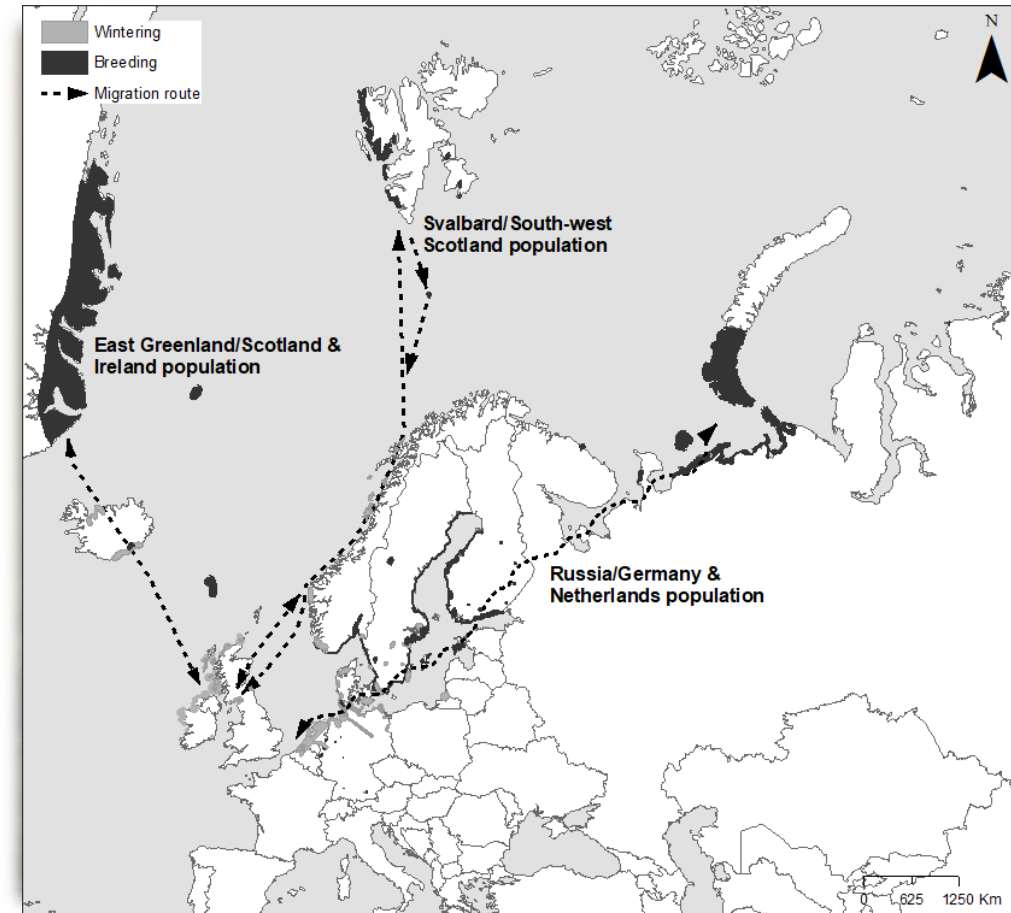 Wintering
Breeding
Migration route
N
Svalbard/South-west
Scotland population
East Greenland/Scotland &
Ireland population
Russia/Germany &
Netherlands population
0 625 1250 Km